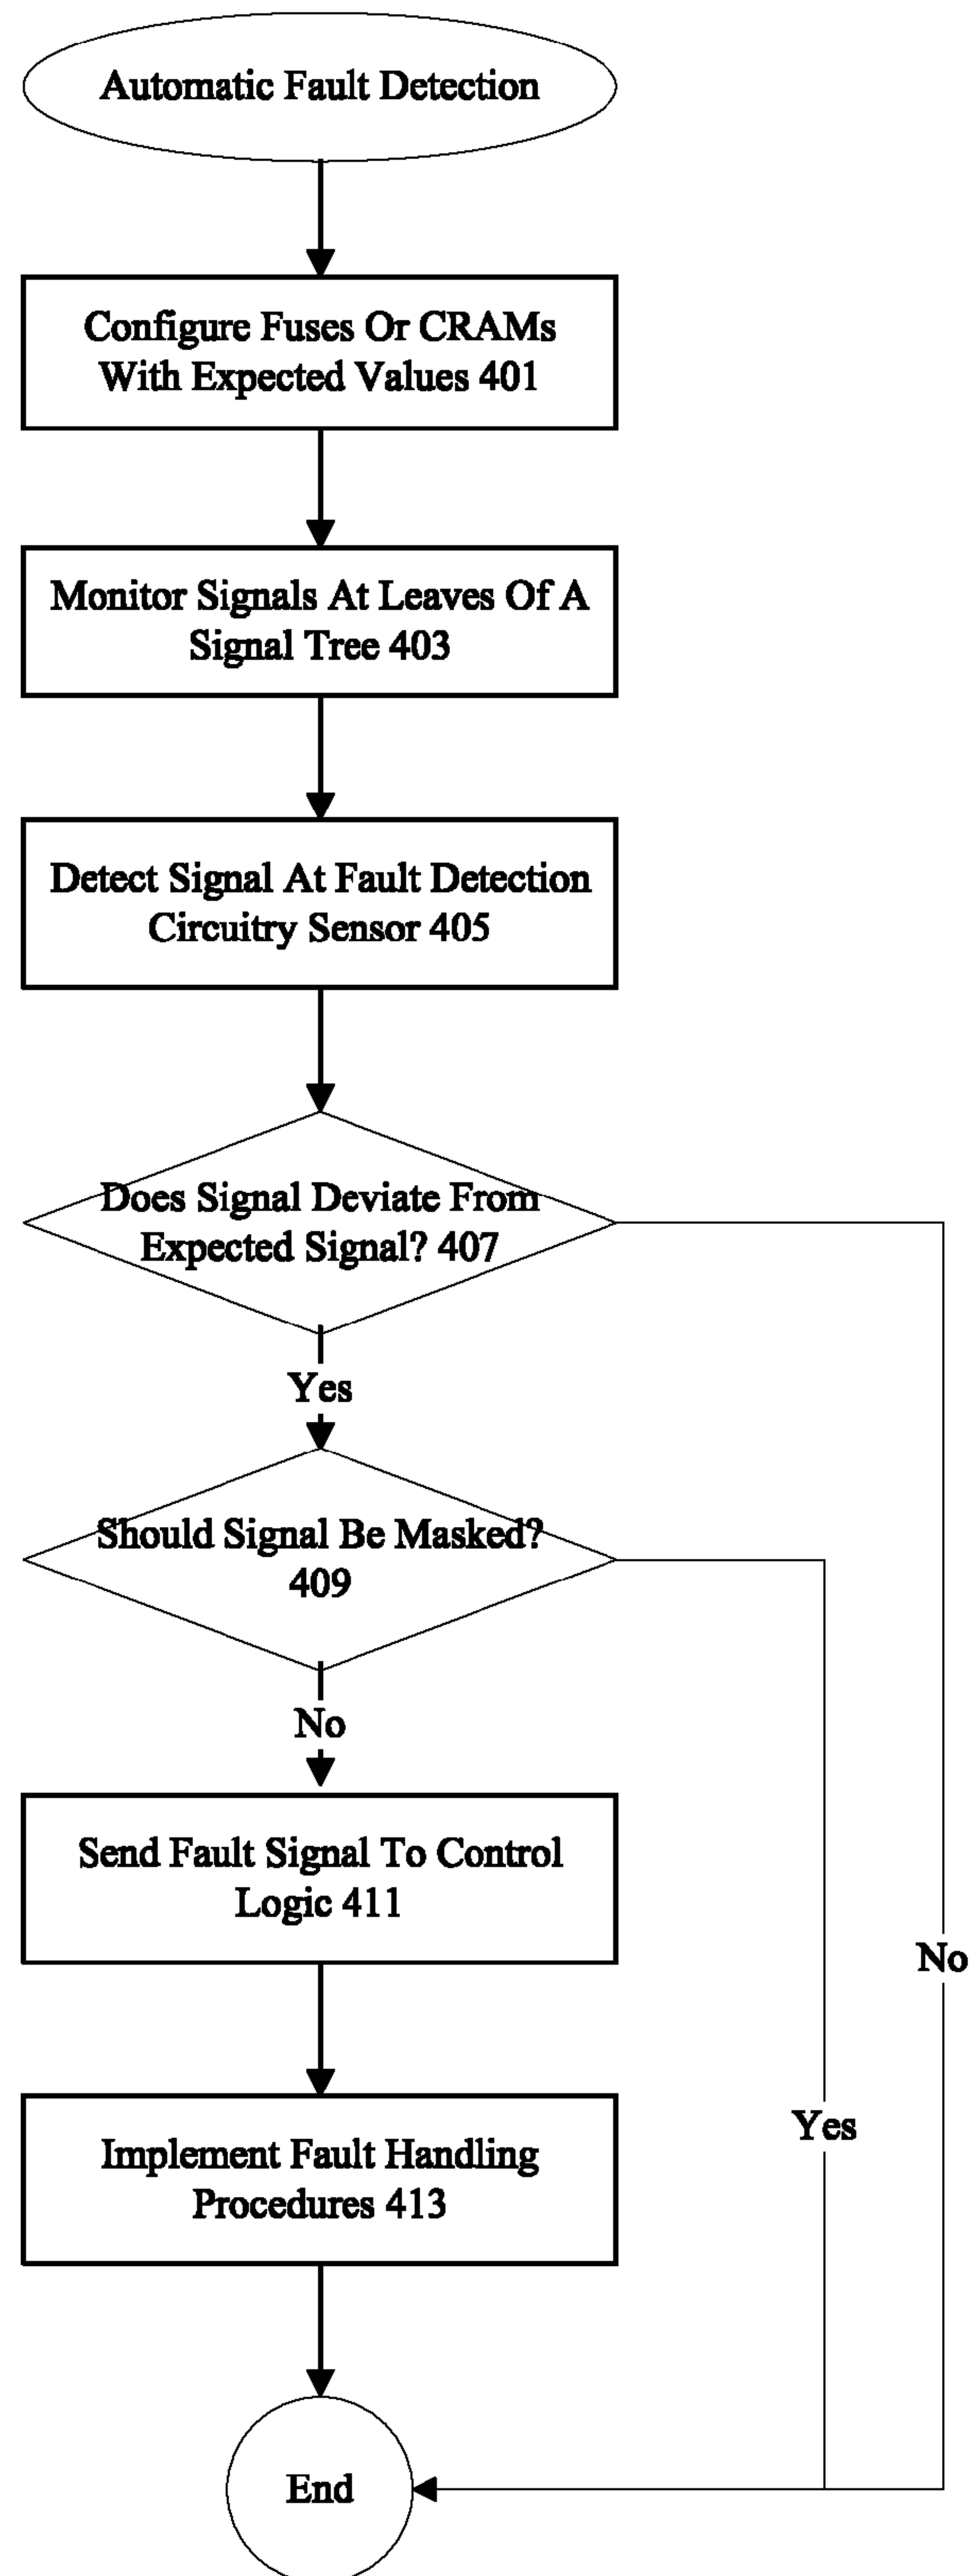 Automatic Fault Detection
Configure Fuses Or CRAMs
With Expected Values 401
Monitor Signals At Leaves Of A
Signal Tree 403
Detect Signal At Fault Detection
Circuitry Sensor 405
Does Signal Deviate From
Expected Signal? 407
Yes
Should Signal Be Masked?
409
No
Send Fault Signal To Control
Logic 411
No
Yes
Implement Fault Handling
Procedures 413
End